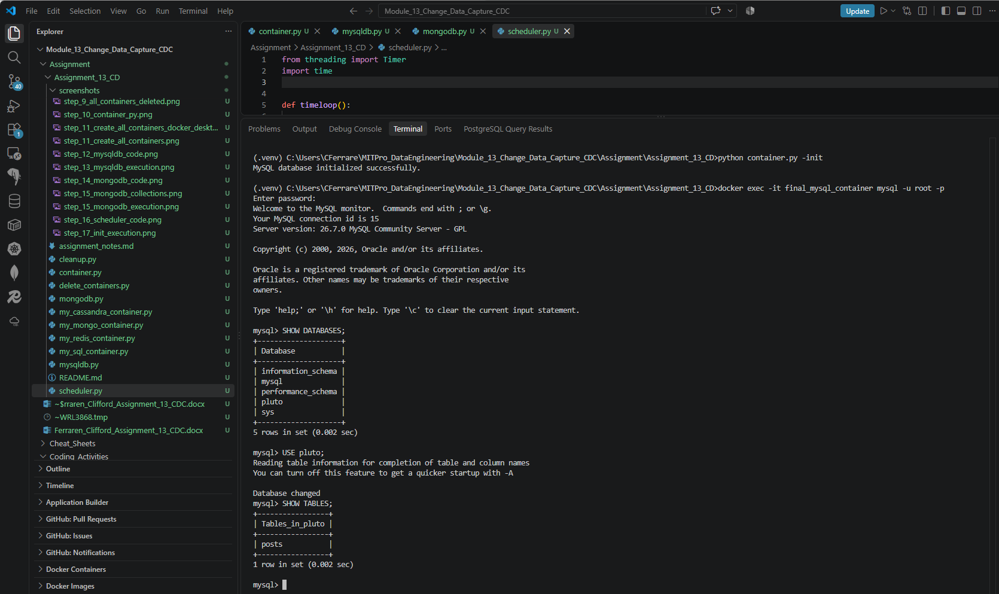 File Edit Selection View Go Run Terminal Help
Module_13_Change_Data_Capture_CDC
Update
Explorer
Module_13_Change_Data_Capture_CDC
Assignment
Assignment_13_CD
screenshots
step_9_all_containers_deleted.png U
step_10_container_py.png U
step_11_create_all_containers_docker_deskt... U
step_11_create_all_containers.png U
step_12_mysqldb_code.png U
step_13_mysqldb_execution.png U
step_14_mongodb_code.png U
step_15_mongodb_collections.png U
step_15_mongodb_execution.png U
step_16_scheduler_code.png U
step_17_init_execution.png U
assignment_notes.md U
cleanup.py U
container.py U
delete_containers.py U
mongodb.py U
my_cassandra_container.py U
my_mongo_container.py U
my_redis_container.py U
my_sql_container.py U
mysqldb.py U
README.md U
scheduler.py U
~$rraren_Clifford_Assignment_13_CDC.docx U
~WRL3868.tmp U
Ferraren_Clifford_Assignment_13_CDC.docx U
Cheat_Sheets
Coding_Activities
Outline
Timeline
Application Builder
GitHub: Pull Requests
GitHub: Issues
GitHub: Notifications
Docker Containers
Docker Images
40
1
container.py U mysqldb.py U mongodb.py U scheduler.py U
Assignment > Assignment_13_CD > scheduler.py > ...
1 from threading import Timer
2 import time
3
4
5 def timeloop():
Problems Output Debug Console Terminal Ports PostgreSQL Query Results
(.venv) C:\Users\CFerrare\MITPro_DataEngineering\Module_13_Change_Data_Capture_CDC\Assignment\Assignment_13_CD>python container.py -init
MySQL database initialized successfully.
(.venv) C:\Users\CFerrare\MITPro_DataEngineering\Module_13_Change_Data_Capture_CDC\Assignment\Assignment_13_CD>docker exec -it final_mysql_container mysql -u root -p
Enter password:
Welcome to the MySQL monitor.  Commands end with ; or \g.
Your MySQL connection id is 15
Server version: 26.7.0 MySQL Community Server - GPL
Copyright (c) 2000, 2026, Oracle and/or its affiliates.
Oracle is a registered trademark of Oracle Corporation and/or its
affiliates. Other names may be trademarks of their respective
owners.
Type 'help;' or '\h' for help. Type '\c' to clear the current input statement.
mysql> SHOW DATABASES;
+--------------------+
| Database           |
+--------------------+
| information_schema |
| mysql              |
| performance_schema |
| pluto              |
| sys                |
+--------------------+
5 rows in set (0.002 sec)
mysql> USE pluto;
Reading table information for completion of table and column names
You can turn off this feature to get a quicker startup with -A
Database changed
mysql> SHOW TABLES;
+-----------------+
| Tables_in_pluto |
+-----------------+
| posts           |
+-----------------+
1 row in set (0.002 sec)
mysql>